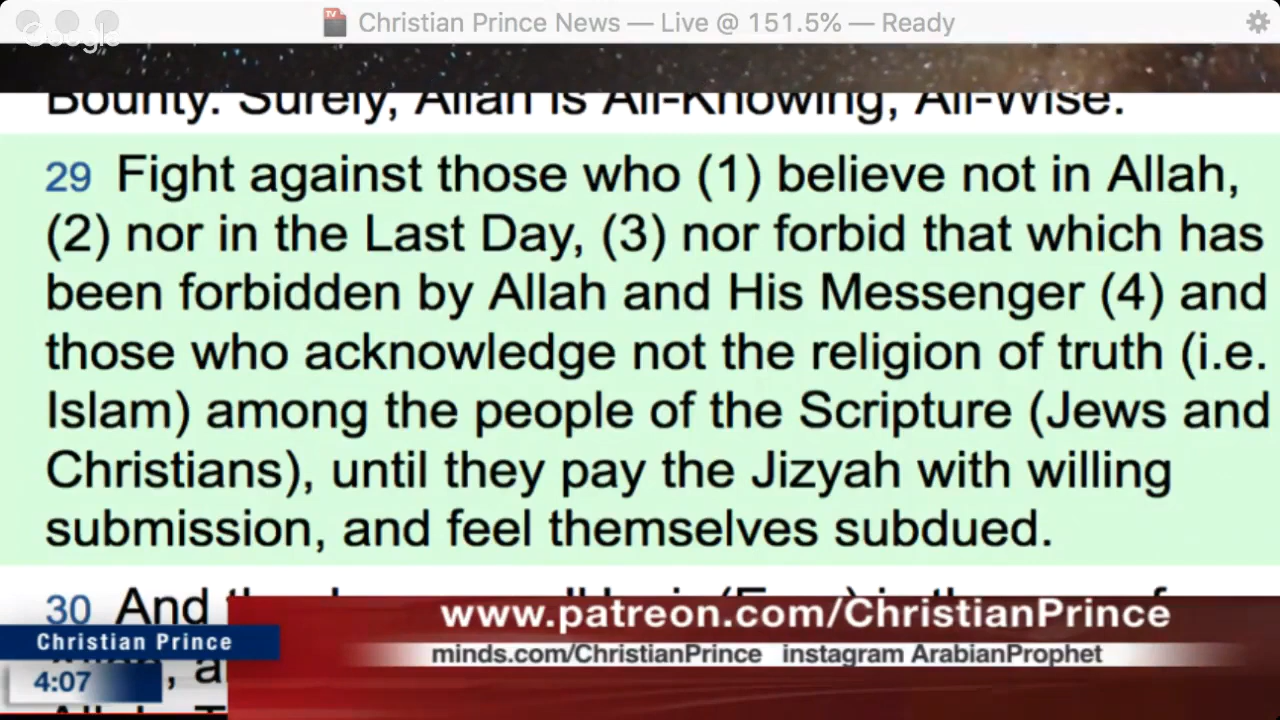 Christian Prince News — Live @ 151.5% — Ready
Google
Bounty. Surely, Allah is All-Knowing, All-Wise.
29 Fight against those who (1) believe not in Allah,
(2) nor in the Last Day, (3) nor forbid that which has
been forbidden by Allah and His Messenger (4) and
those who acknowledge not the religion of truth (i.e.
Islam) among the people of the Scripture (Jews and
Christians), until they pay the Jizyah with willing
submission, and feel themselves subdued.
30 And
www.patreon.com/ChristianPrince
Christian Prince
minds.com/ChristianPrince instagram ArabianProphet
4:07